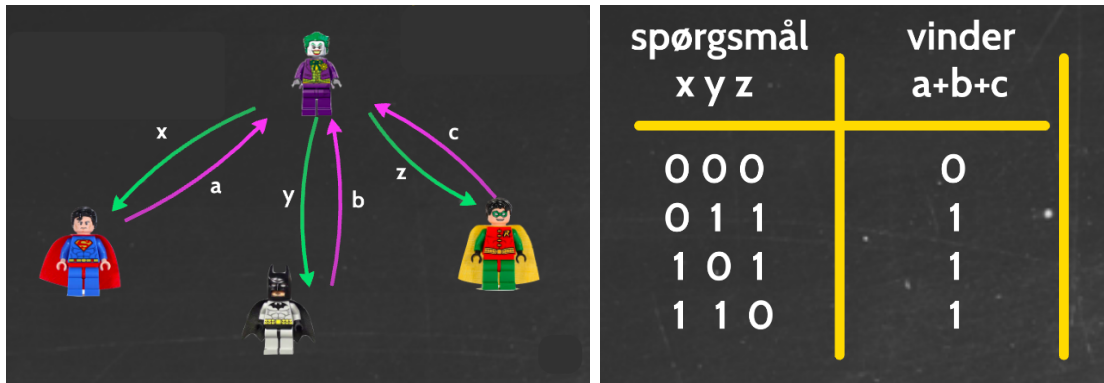 x
a
y
b
c
z
spørgsmål vinder
x y z a+b+c
0 0 0 0
0 1 1 1
1 0 1 1
1 1 0 1